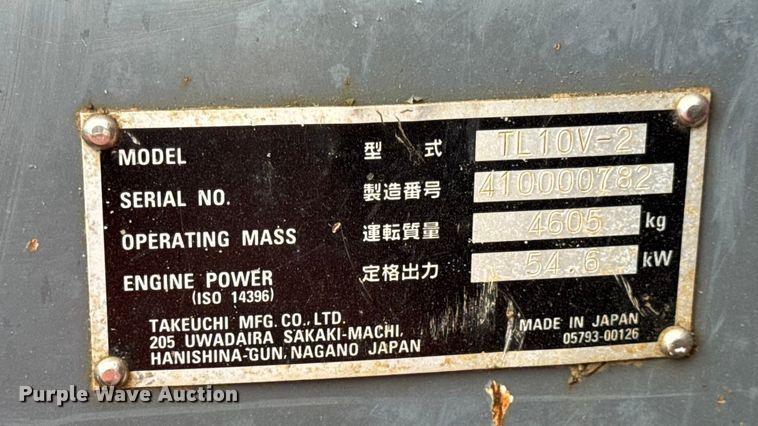 MODEL 型 式 TL10V-2
SERIAL NO. 製造番号 410000782
OPERATING MASS 運転質量 4605 kg
ENGINE POWER 定格出力 54.6 kW
(ISO 14396)
TAKEUCHI MFG. CO., LTD.
205 UWADAIRA SAKAKI-MACHI,
HANISHINA-GUN, NAGANO JAPAN
MADE IN JAPAN
05793-00126
Purple Wave Auction